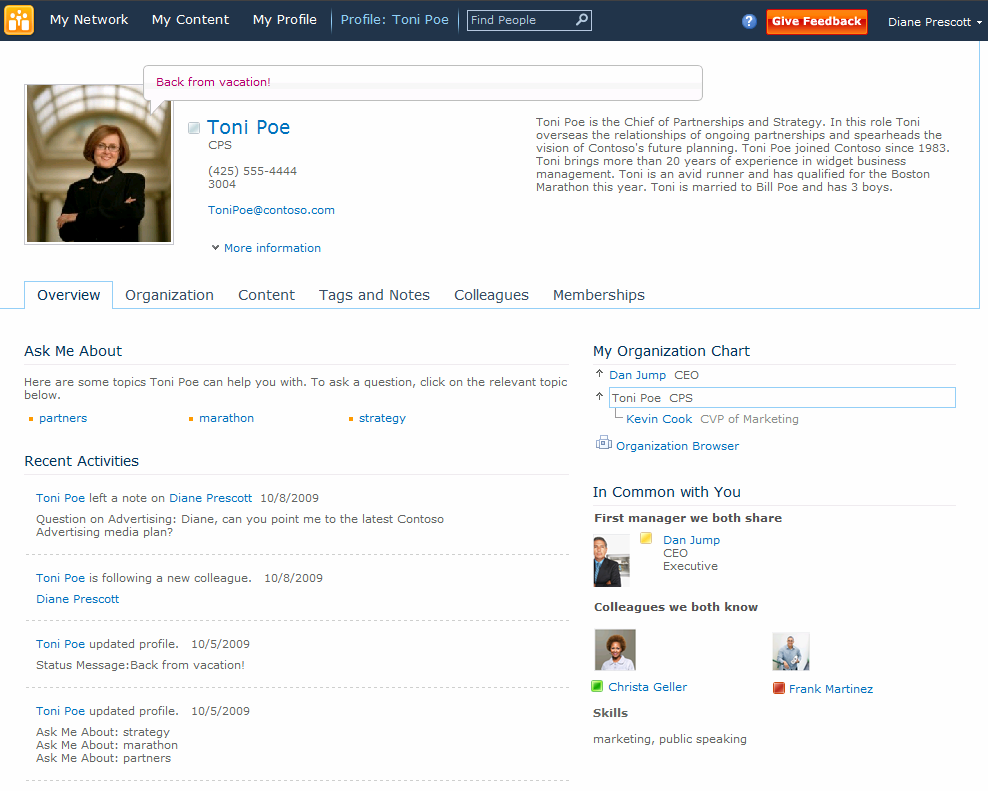 My Network My Content My Profile Profile: Toni Poe Find People ? Give Feedback Diane Prescott
Back from vacation!
Toni Poe
CPS
(425) 555-4444
3004
ToniPoe@contoso.com
More information
Toni Poe is the Chief of Partnerships and Strategy. In this role Toni
oversees the relationships of ongoing partnerships and spearheads the
vision of Contoso's future planning. Toni Poe joined Contoso since 1983.
Toni brings more than 20 years of experience in widget business
management. Toni is an avid runner and has qualified for the Boston
Marathon this year. Toni is married to Bill Poe and has 3 boys.
Overview Organization Content Tags and Notes Colleagues Memberships
Ask Me About
Here are some topics Toni Poe can help you with. To ask a question, click on the relevant topic
below.
partners marathon strategy
Recent Activities
Toni Poe left a note on Diane Prescott 10/8/2009
Question on Advertising: Diane, can you point me to the latest Contoso
Advertising media plan?
Toni Poe is following a new colleague. 10/8/2009
Diane Prescott
Toni Poe updated profile. 10/5/2009
Status Message:Back from vacation!
Toni Poe updated profile. 10/5/2009
Ask Me About: strategy
Ask Me About: marathon
Ask Me About: partners
My Organization Chart
Dan Jump CEO
Toni Poe CPS
Kevin Cook CVP of Marketing
Organization Browser
In Common with You
First manager we both share
Dan Jump
CEO
Executive
Colleagues we both know
Christa Geller Frank Martinez
Skills
marketing, public speaking